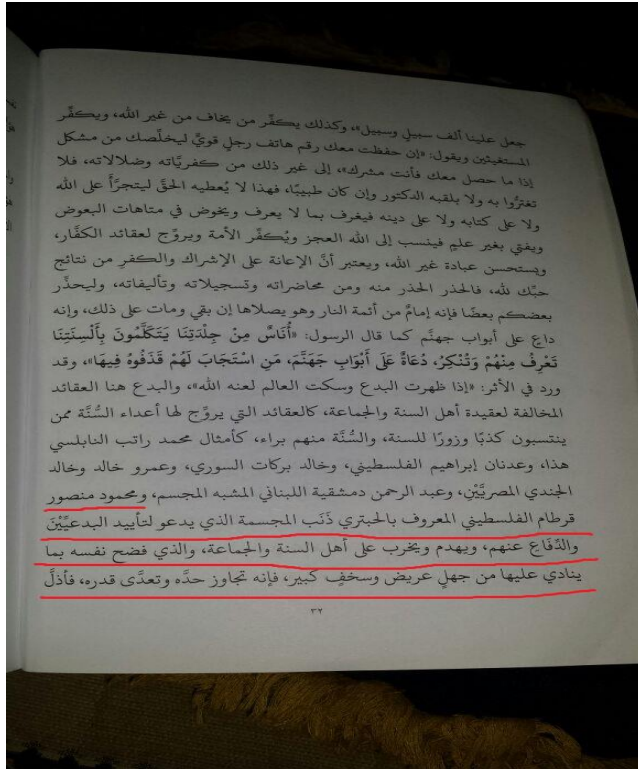 جعل علينا ألف سبيلٍ وسبيل»، وكذلك يكفِّر من يخاف من غير الله، ويكفِّر
المستغيثين ويقول: «إن حفظت معك رقم هاتف رجلٍ قويٍّ ليخلّصك من مشكل
إذا ما حصل معك فأنت مشرك»، إلى غير ذلك من كفريَّاته وضلالاته، فلا
تغترُّوا به ولا بلقبه الدكتور وإن كان طبيبًا، فهذا لا يُعطيه الحقَّ ليتجرَّأ على الله
ولا على كتابه ولا على دينه فيغرف بما لا يعرف ويخوض في متاهات البعوض
ويفتي بغير علمٍ فينسب إلى الله العجز ويُكفِّر الأمة ويروّج لعقائد الكفَّار،
ويستحسن عبادة غير الله، ويعتبر أنَّ الإعانة على الإشراك والكفرِ من نتائج
حبِّك لله، فالحذر الحذر منه ومن محاضراته وتسجيلاته وتأليفاته، وليحذِّر
بعضكم بعضًا فإنه إمامٌ من أئمة النار وهو يصلاها إن بقي ومات على ذلك، وإنه
داعٍ على أبواب جهنَّم كما قال الرسول: «أُنَاسٌ مِنْ جِلْدَتِنَا يَتَكَلَّمُونَ بِأَلْسِنَتِنَا
تَعْرِفُ مِنْهُمْ وَتُنْكِرُ، دُعَاةٌ عَلَى أَبْوَابِ جَهَنَّمَ، مَنِ اسْتَجَابَ لَهُمْ قَذَفُوهُ فِيهَا»، وقد
ورد في الأثر: «إذا ظهرت البدع وسكت العالم لعنه الله»، والبدع هنا العقائد
المخالفة لعقيدة أهل السنة والجماعة، كالعقائد التي يروِّج لها أعداء السُّنَّة ممن
ينتسبون كذبًا وزورًا للسنة، والسُّنَّة منهم براء، كأمثال محمد راتب النابلسي
هذا، وعدنان إبراهيم الفلسطيني، وخالد بركات السوري، وعمرو خالد وخالد
الجندي المصريَّيْنِ، وعبد الرحمن دمشقية اللبناني المشبه المجسم، ومحمود منصور
قرطام الفلسطيني المعروف بالحبتري ذَنَب المجسمة الذي يدعو لتأييد البدعيِّيْنَ
والدِّفَاعِ عنهم، ويهدم ويخرب على أهل السنة والجماعة، والذي فضح نفسه بما
ينادي عليها من جهلٍ عريض وسخفٍ كبير، فإنه تجاوز حدَّه وتعدَّى قدره، فأذلَّ
٣٢